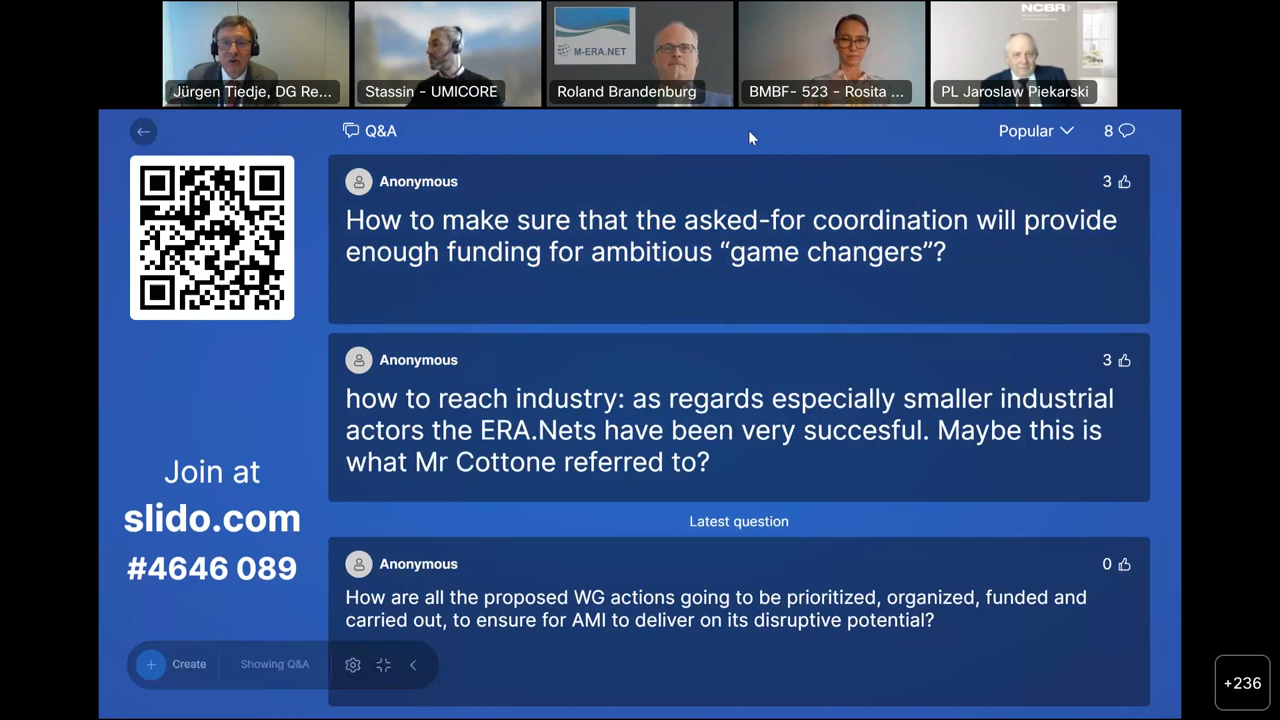 NCBR
M-ERA.NET
Jürgen Tiedje, DG Re...
Stassin - UMICORE
Roland Brandenburg
BMBF- 523 - Rosita ...
PL Jaroslaw Piekarski
Q&A
Popular
8
Anonymous
3
How to make sure that the asked-for coordination will provide
enough funding for ambitious “game changers”?
Anonymous
3
how to reach industry: as regards especially smaller industrial
actors the ERA.Nets have been very succesful. Maybe this is
what Mr Cottone referred to?
Join at
slido.com
#4646 089
Latest question
Anonymous
0
How are all the proposed WG actions going to be prioritized, organized, funded and
carried out, to ensure for AMI to deliver on its disruptive potential?
Create
Showing Q&A
+236